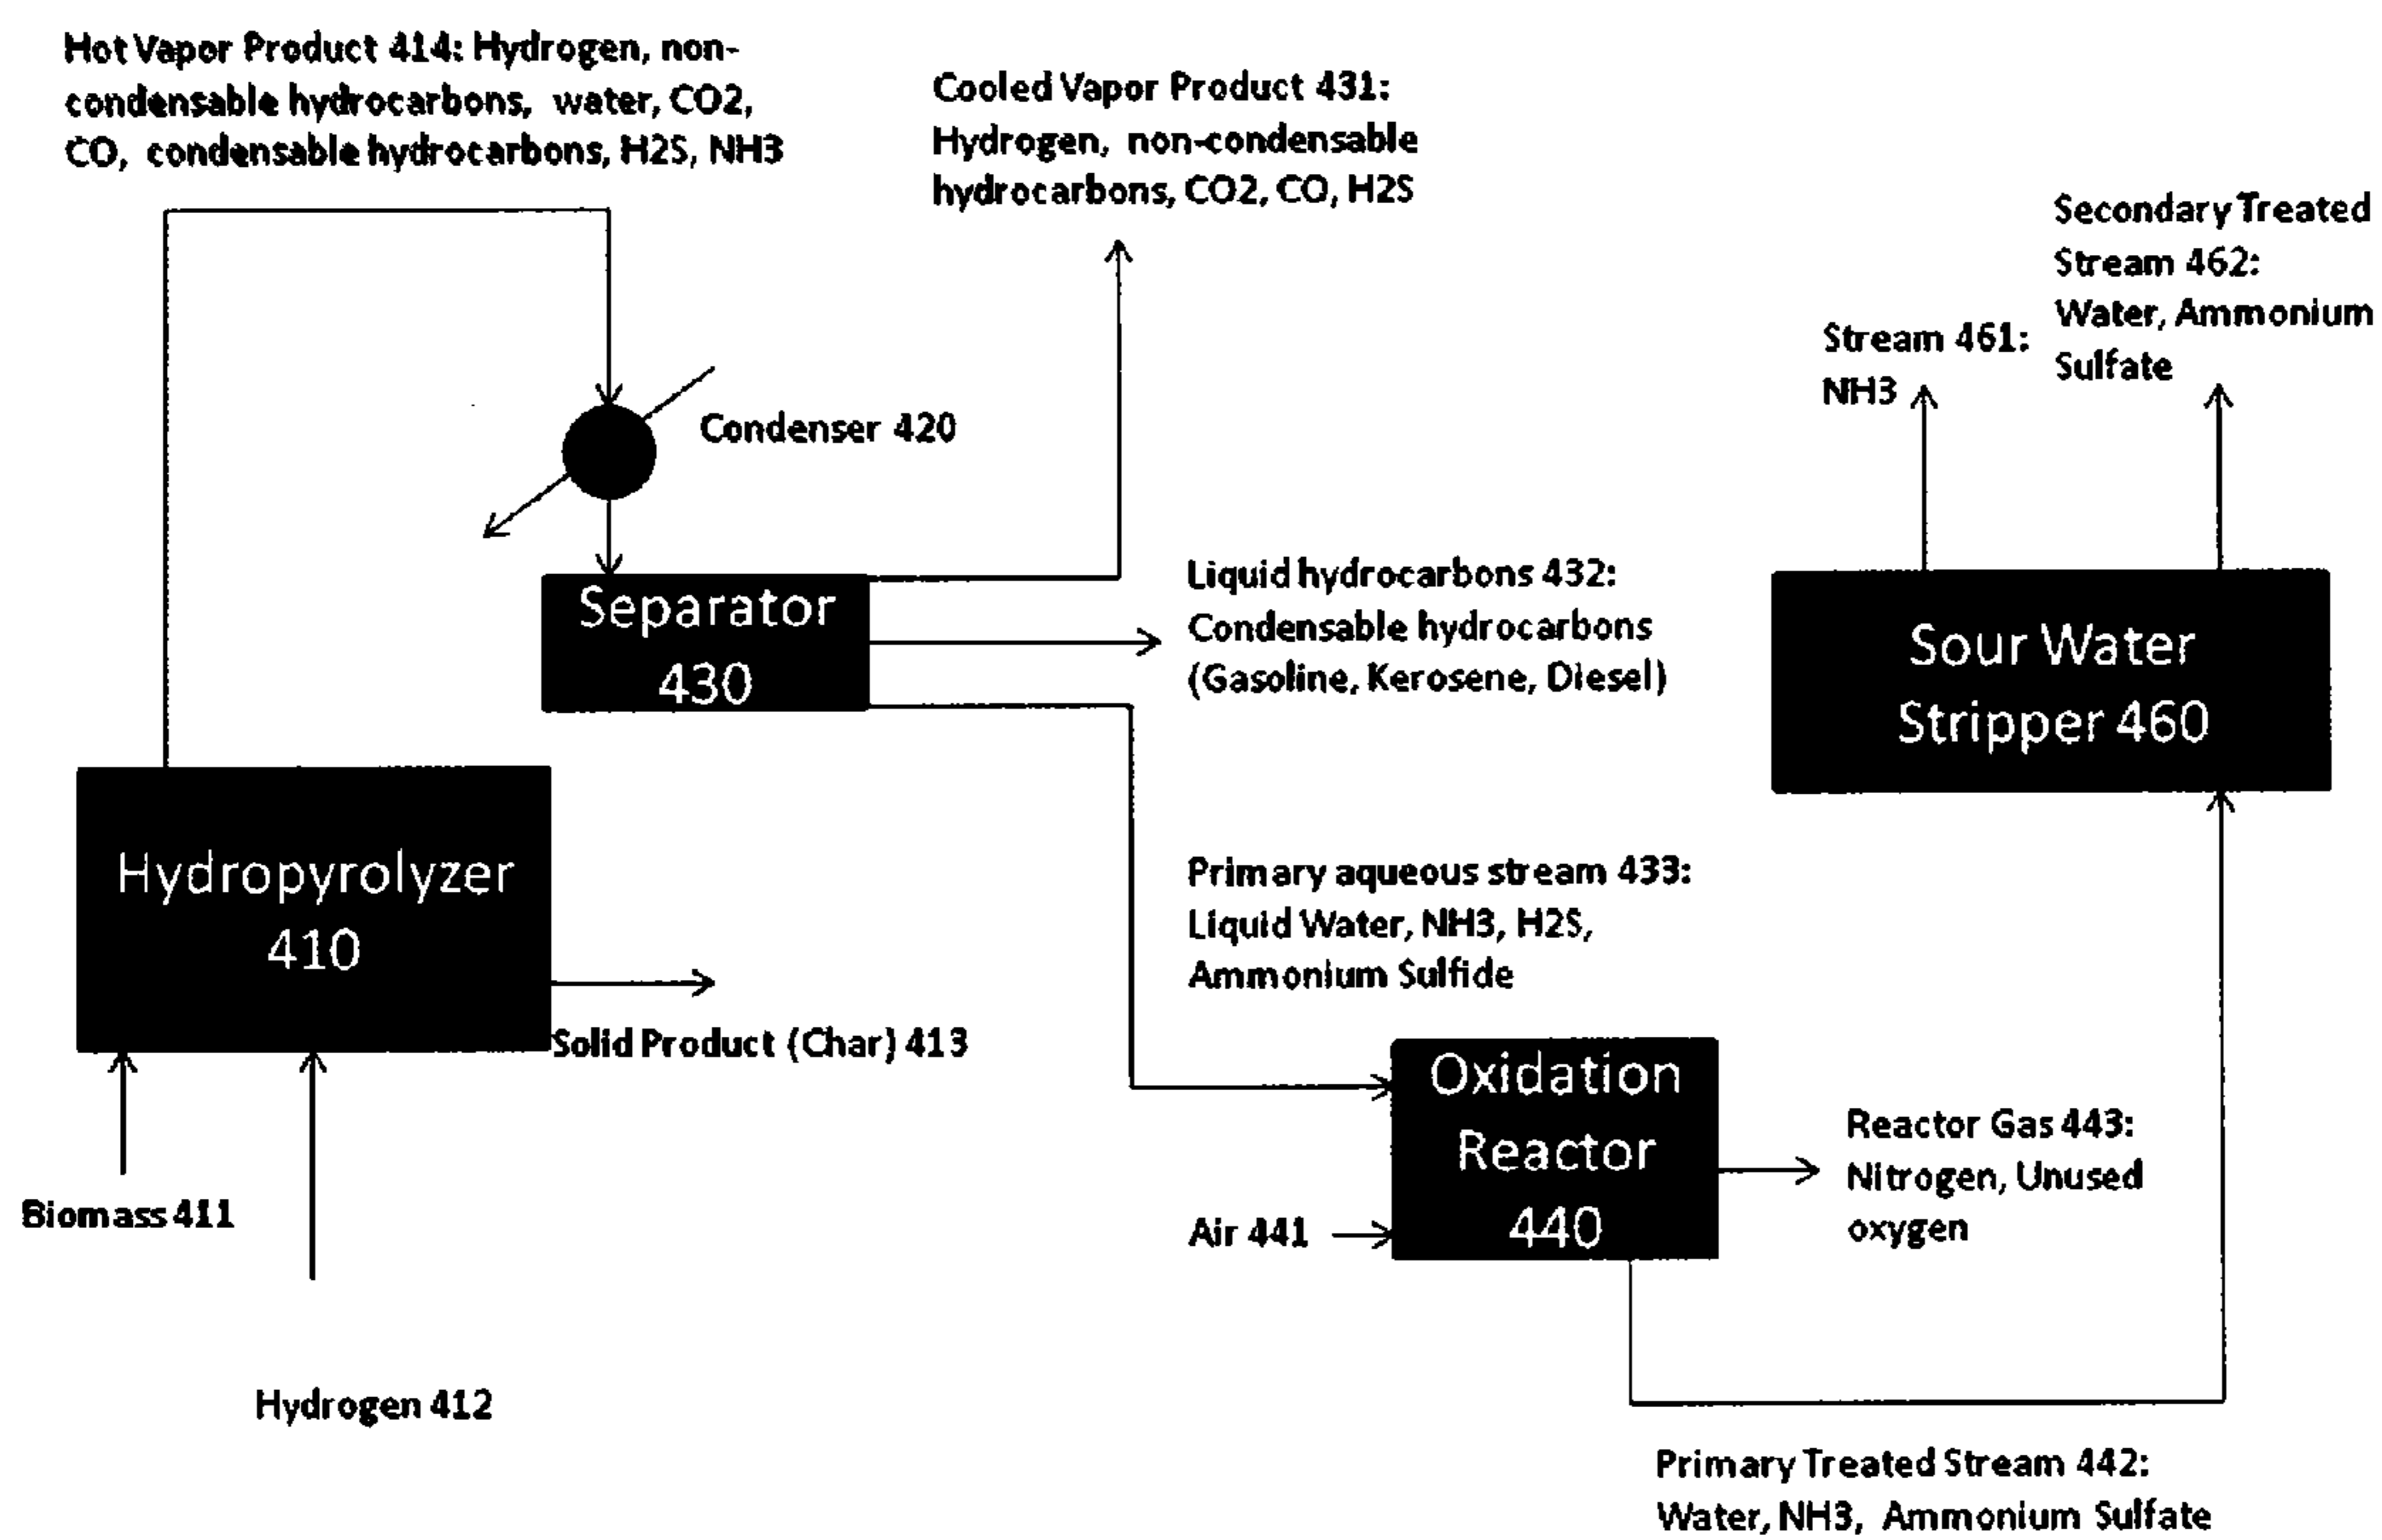 Hot Vapor Product 414: Hydrogen, non-
condensable hydrocarbons, water, CO2,
CO, condensable hydrocarbons, H2S, NH3
Cooled Vapor Product 431:
Hydrogen, non-condensable
hydrocarbons, CO2, CO, H2S
Secondary Treated
Stream 462:
Water, Ammonium
Sulfate
Stream 461:
NH3
Condenser 420
Separator
430
Liquid hydrocarbons 432:
Condensable hydrocarbons
(Gasoline, Kerosene, Diesel)
Sour Water
Stripper 460
Hydropyrolyzer
410
Primary aqueous stream 433:
Liquid Water, NH3, H2S,
Ammonium Sulfide
Solid Product (Char) 413
Oxidation
Reactor
440
Reactor Gas 443:
Nitrogen, Unused
oxygen
Biomass 411
Air 441
Hydrogen 412
Primary Treated Stream 442:
Water, NH3, Ammonium Sulfate